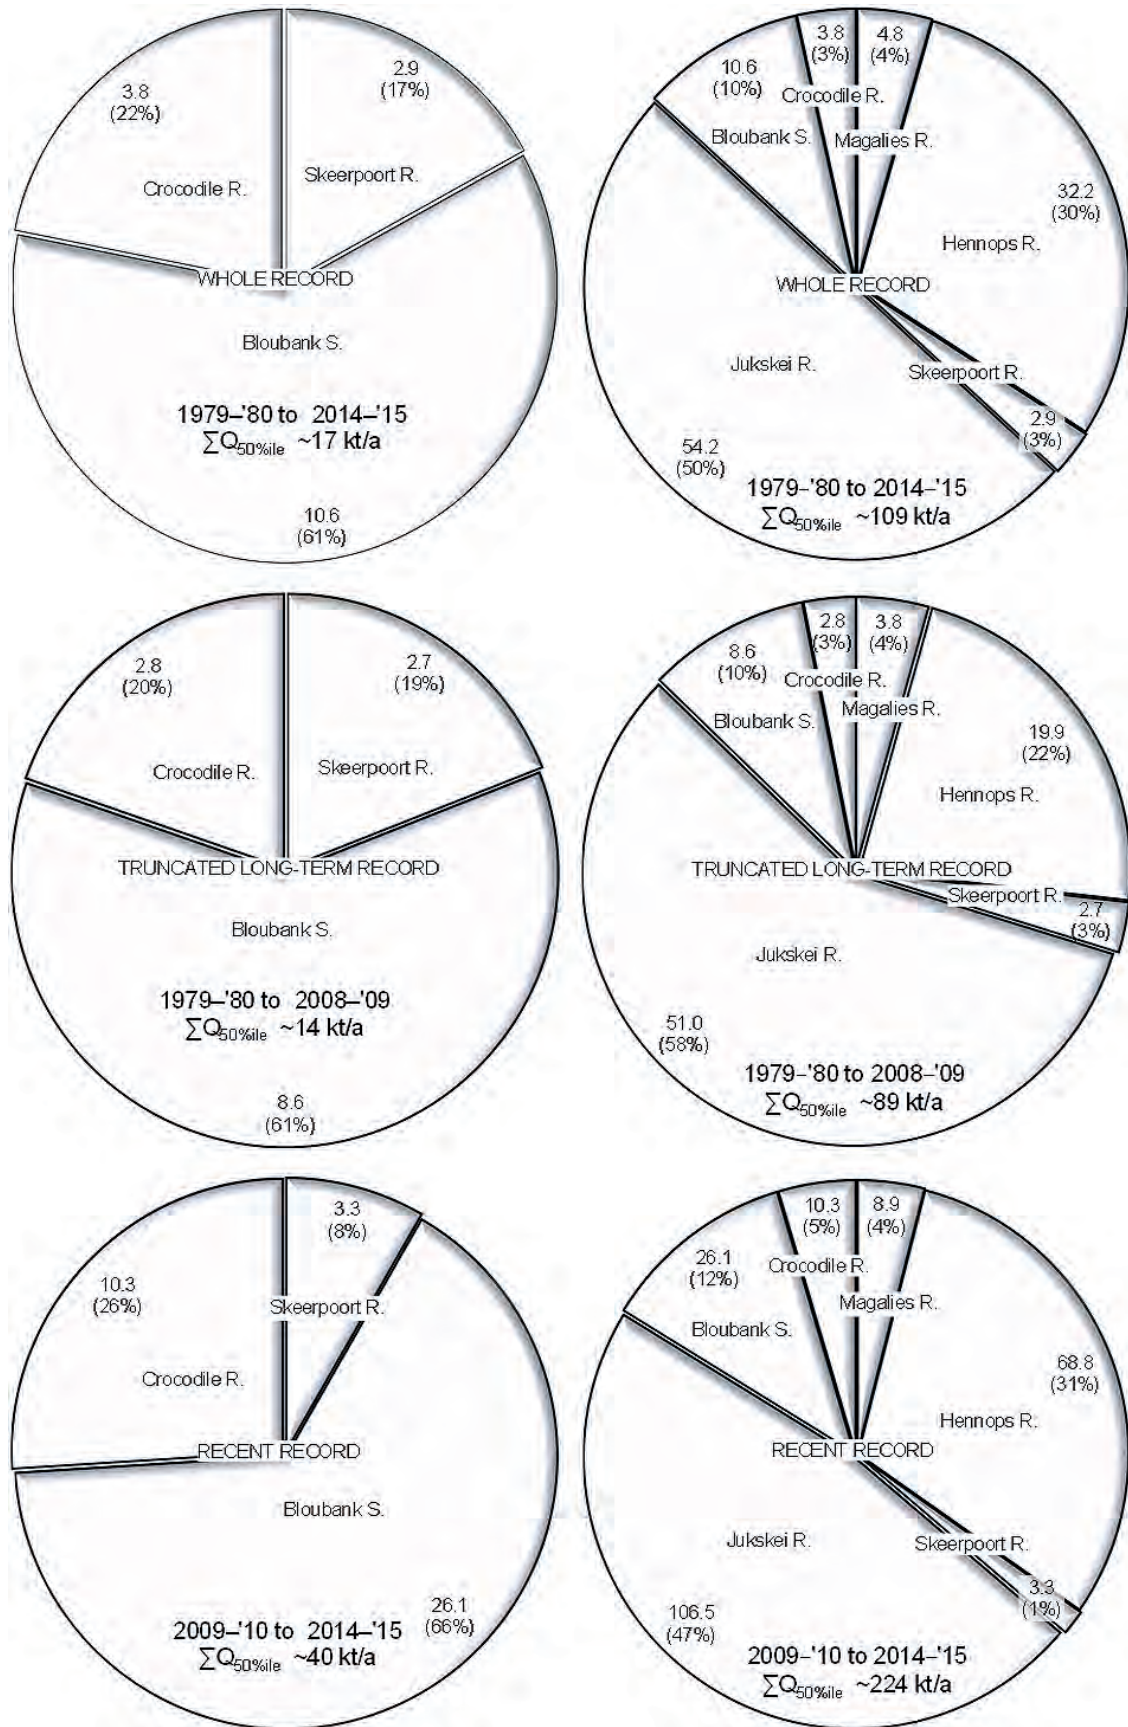 3.8
(22%)
2.9
(17%)
Crocodile R.
Skeerpoort R.
WHOLE RECORD
Bloubank S.
1979–'80 to 2014–'15
∑Q50%ile ~17 kt/a
10.6
(61%)
3.8
(3%)
4.8
(4%)
10.6
(10%)
Crocodile R.
Bloubank S.
Magalies R.
32.2
(30%)
Hennops R.
WHOLE RECORD
Jukskei R.
Skeerpoort R.
2.9
(3%)
54.2
(50%)
1979–'80 to 2014–'15
∑Q50%ile ~109 kt/a
2.8
(20%)
2.7
(19%)
Crocodile R.
Skeerpoort R.
TRUNCATED LONG-TERM RECORD
Bloubank S.
1979–'80 to 2008–'09
∑Q50%ile ~14 kt/a
8.6
(61%)
2.8
(3%)
3.8
(4%)
8.6
(10%)
Crocodile R.
Magalies R.
Bloubank S.
19.9
(22%)
Hennops R.
TRUNCATED LONG-TERM RECORD
Skeerpoort R.
2.7
(3%)
Jukskei R.
51.0
(58%)
1979–'80 to 2008–'09
∑Q50%ile ~89 kt/a
3.3
(8%)
10.3
(26%)
Skeerpoort R.
Crocodile R.
RECENT RECORD
Bloubank S.
26.1
(66%)
2009–'10 to 2014–'15
∑Q50%ile ~40 kt/a
10.3
(5%)
8.9
(4%)
26.1
(12%)
Crocodile R.
Magalies R.
Bloubank S.
68.8
(31%)
Hennops R.
RECENT RECORD
Jukskei R.
Skeerpoort R.
3.3
(1%)
106.5
(47%)
2009–'10 to 2014–'15
∑Q50%ile ~224 kt/a